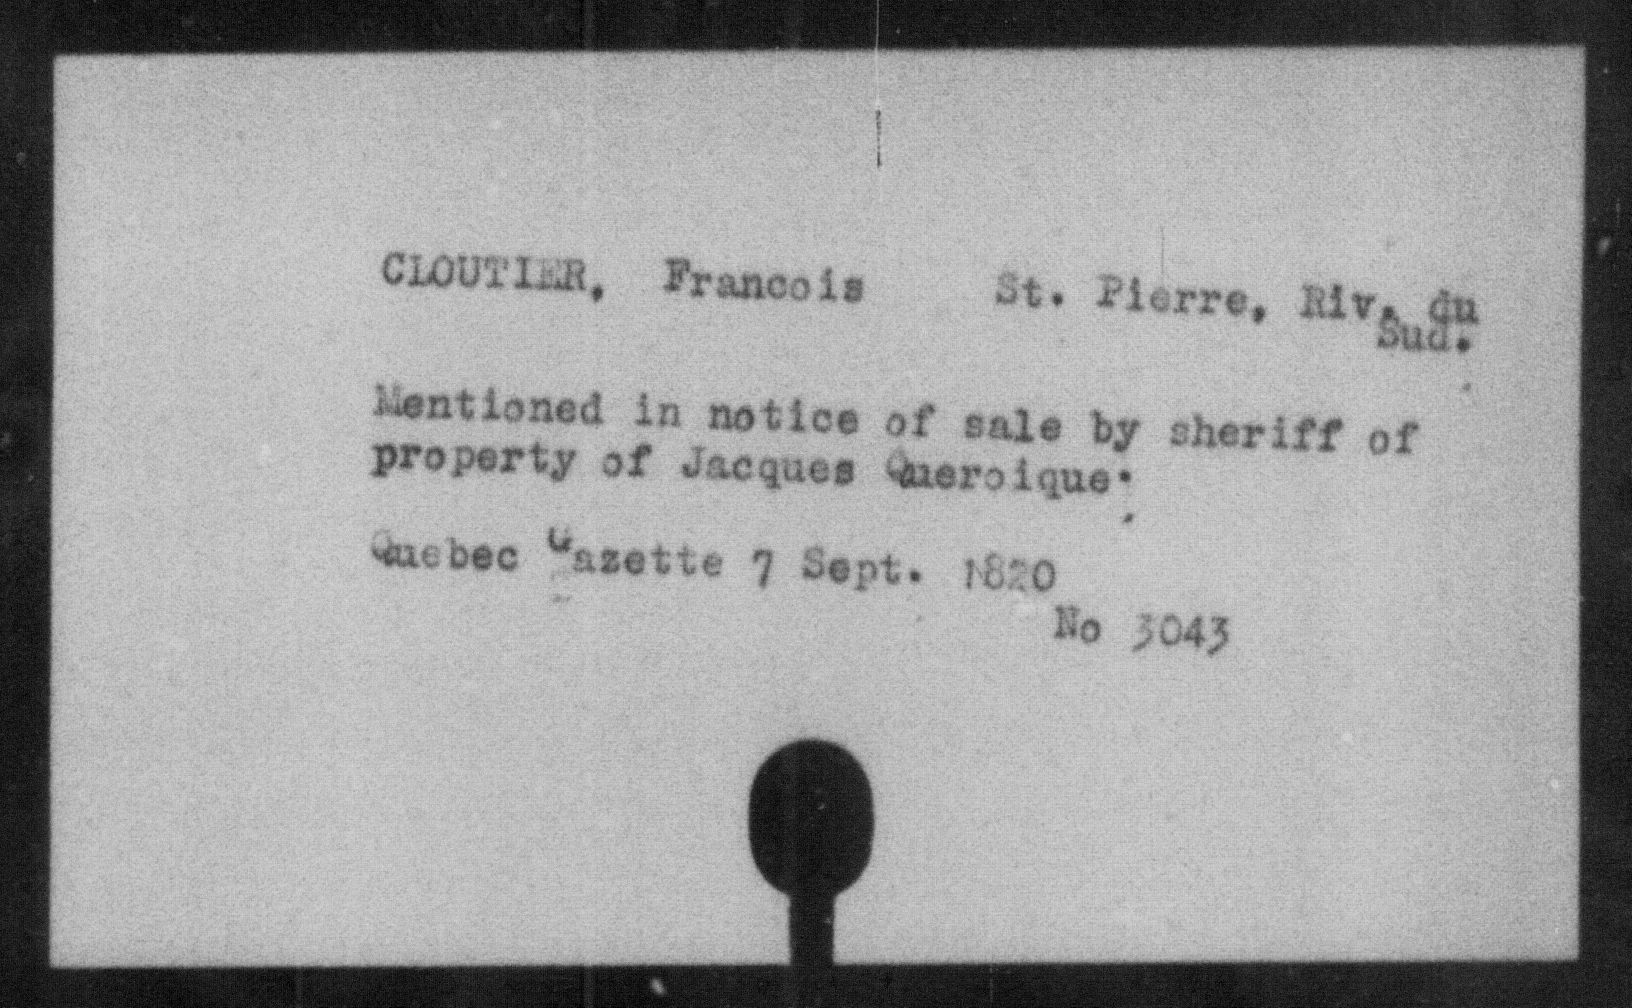 CLOUTIER, Francois St. Pierre, Riv. du
Sud.
Mentioned in notice of sale by sheriff of
property of Jacques Queroique.
Quebec Gazette 7 Sept. 1820
No 3043